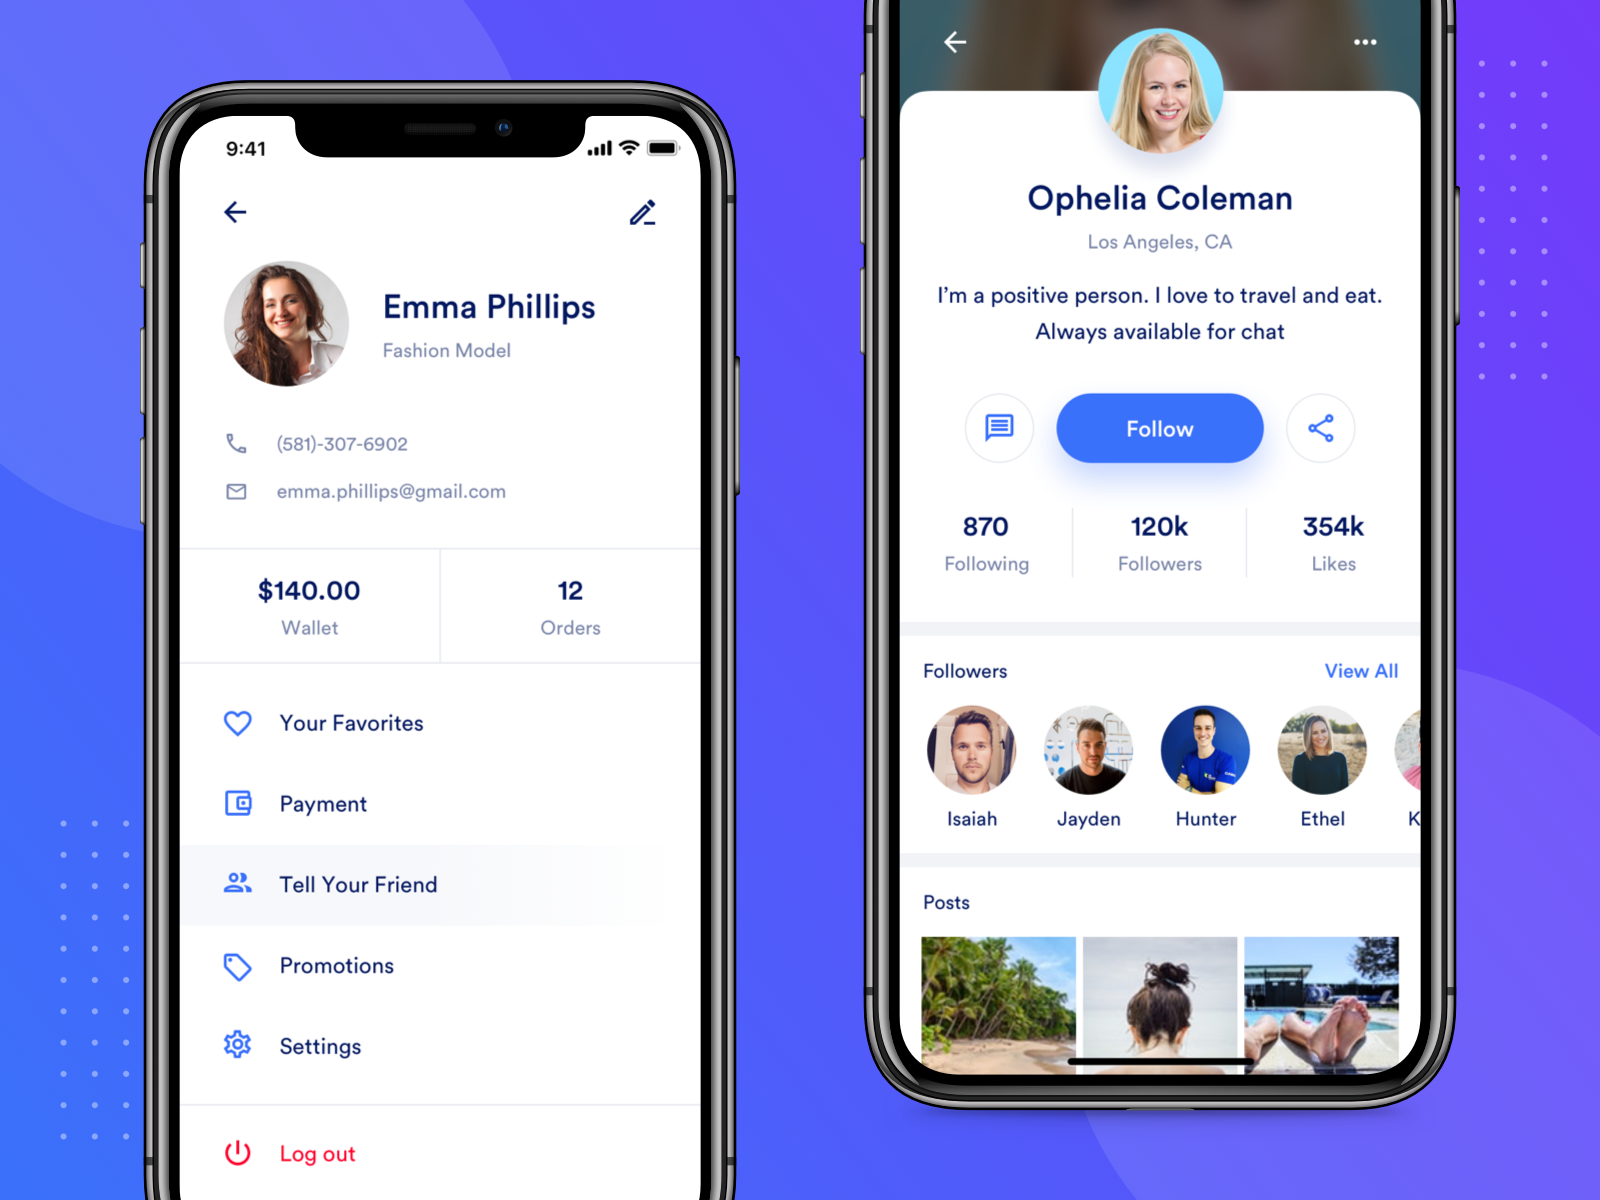 9:41
Emma Phillips
Fashion Model
(581)-307-6902
emma.phillips@gmail.com
$140.00
Wallet
12
Orders
Your Favorites
Payment
Tell Your Friend
Promotions
Settings
Log out
Ophelia Coleman
Los Angeles, CA
I’m a positive person. I love to travel and eat.
Always available for chat
Follow
870
Following
120k
Followers
354k
Likes
Followers
View All
Isaiah
Jayden
Hunter
Ethel
K
Posts